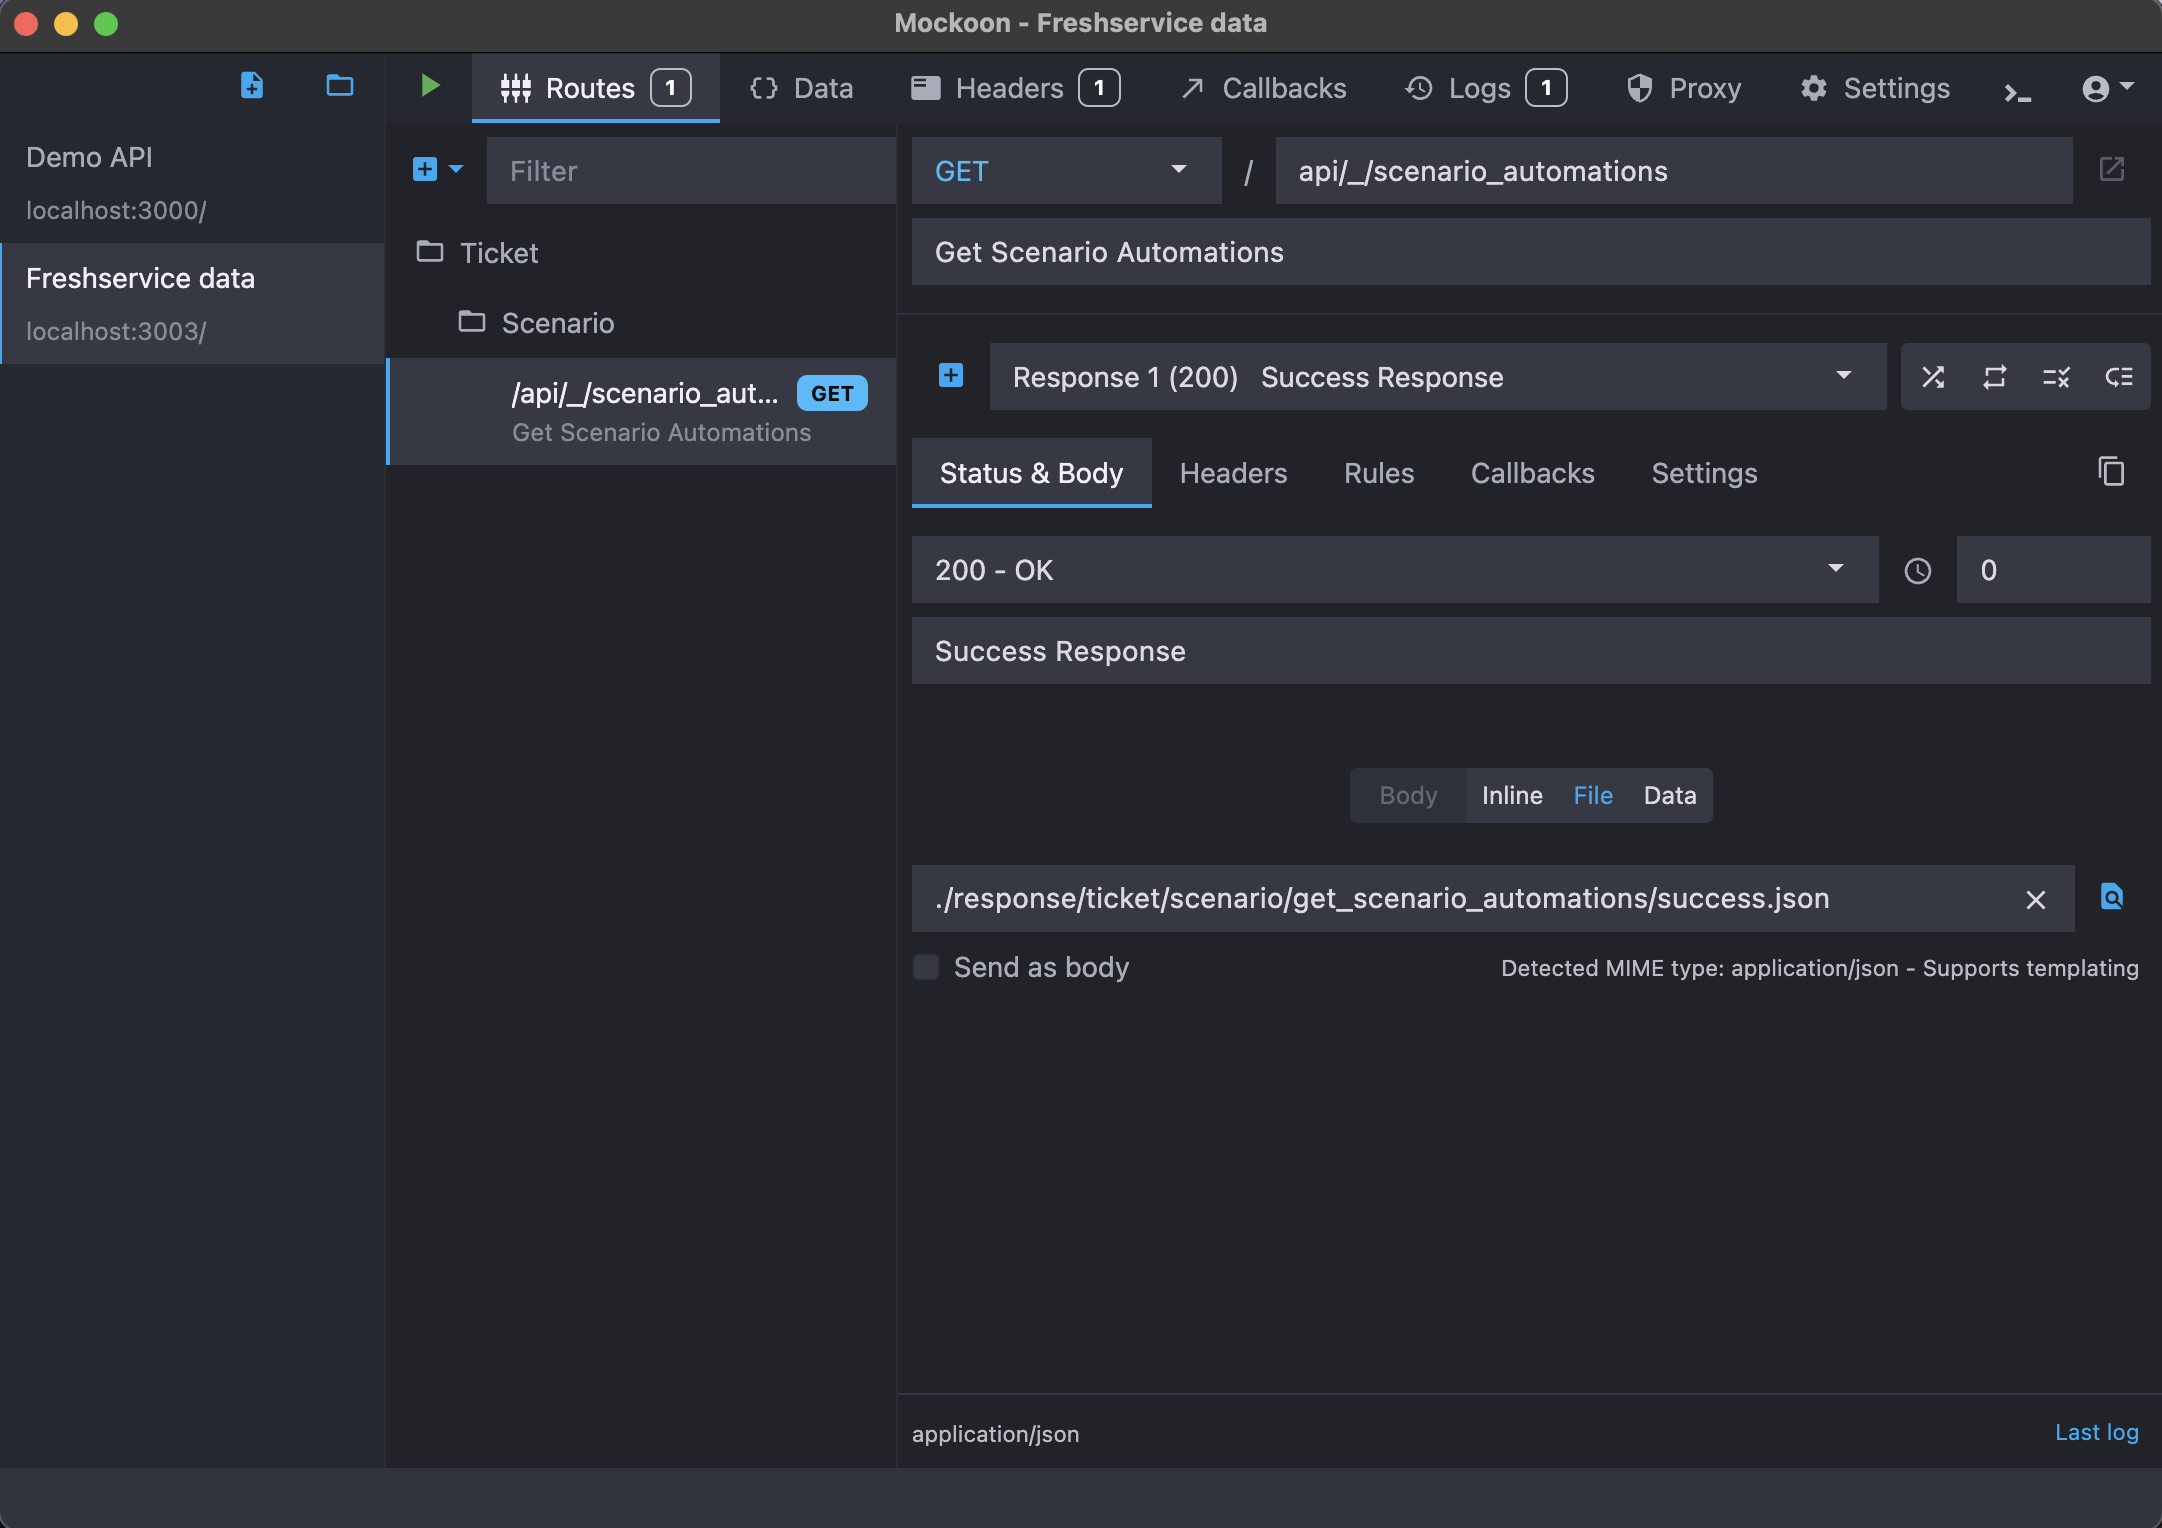 Mockoon - Freshservice data
Routes 1 Data Headers 1 Callbacks Logs 1 Proxy Settings
Demo API
localhost:3000/
Freshservice data
localhost:3003/
Filter
Ticket
Scenario
/api/_/scenario_aut... GET
Get Scenario Automations
GET / api/_/scenario_automations
Get Scenario Automations
Response 1 (200) Success Response
Status & Body Headers Rules Callbacks Settings
200 - OK 0
Success Response
Body Inline File Data
./response/ticket/scenario/get_scenario_automations/success.json
Send as body Detected MIME type: application/json - Supports templating
application/json Last log